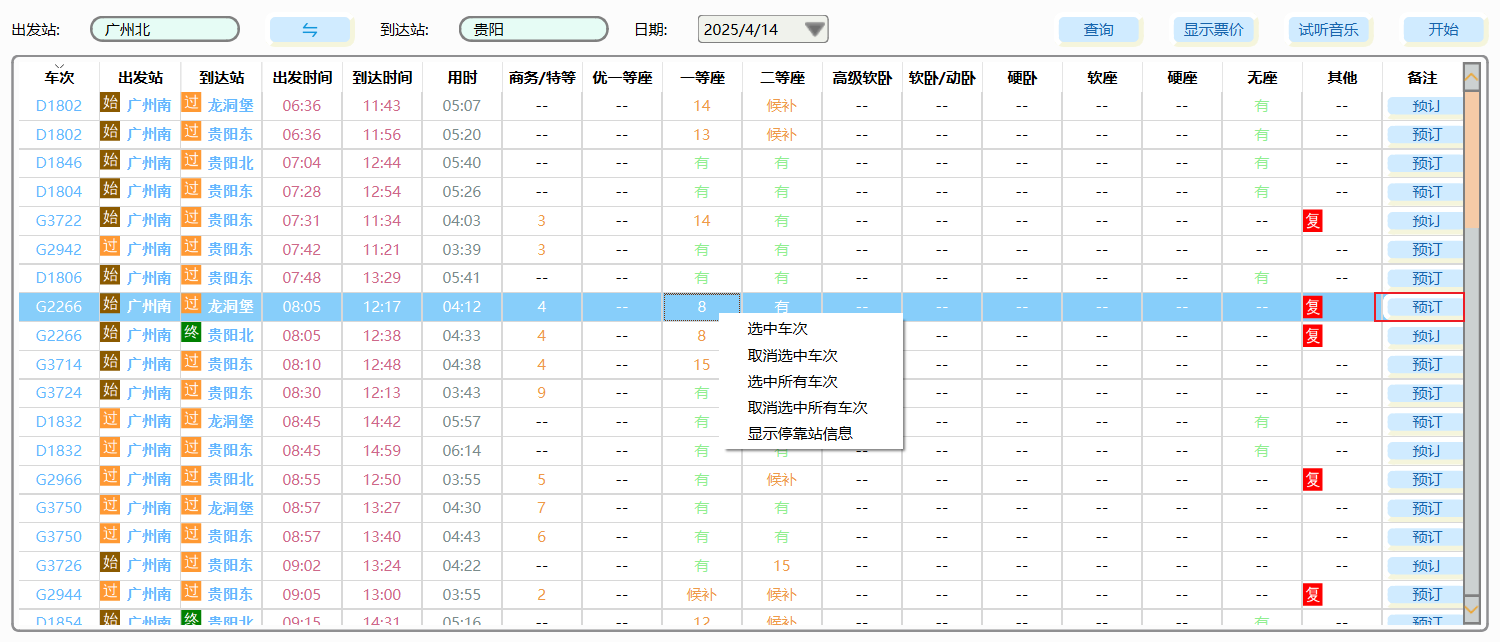 出发站: 广州北 ⇋ 到达站: 贵阳 日期: 2025/4/14 查询 显示票价 试听音乐 开始
车次 出发站 到达站 出发时间 到达时间 用时 商务/特等 优一等座 一等座 二等座 高级软卧 软卧/动卧 硬卧 软座 硬座 无座 其他 备注
D1802 始 广州南 过 龙洞堡 06:36 11:43 05:07 -- -- 14 候补 -- -- -- -- -- 有 -- 预订
D1802 始 广州南 过 贵阳东 06:36 11:56 05:20 -- -- 13 候补 -- -- -- -- -- 有 -- 预订
D1846 始 广州南 过 贵阳北 07:04 12:44 05:40 -- -- 有 有 -- -- -- -- -- 有 -- 预订
D1804 始 广州南 过 贵阳东 07:28 12:54 05:26 -- -- 有 有 -- -- -- -- -- 有 -- 预订
G3722 始 广州南 过 贵阳东 07:31 11:34 04:03 3 -- 14 有 -- -- -- -- -- -- 复 预订
G2942 过 广州南 过 贵阳东 07:42 11:21 03:39 3 -- 有 有 -- -- -- -- -- -- -- 预订
D1806 始 广州南 过 贵阳东 07:48 13:29 05:41 -- -- 有 有 -- -- -- -- -- 有 -- 预订
G2266 始 广州南 过 龙洞堡 08:05 12:17 04:12 4 -- 8 有 -- -- -- -- -- -- 复 预订
G2266 始 广州南 终 贵阳北 08:05 12:38 04:33 4 -- 8 -- -- -- -- -- 复 预订
G3714 始 广州南 过 贵阳东 08:10 12:48 04:38 4 -- 15 -- -- -- -- -- -- 预订
G3724 始 广州南 过 贵阳东 08:30 12:13 03:43 9 -- 有 -- -- -- -- -- -- 预订
D1832 过 广州南 过 龙洞堡 08:45 14:42 05:57 -- -- 有 -- -- -- -- 有 -- 预订
D1832 过 广州南 过 贵阳东 08:45 14:59 06:14 -- -- 有 有 -- -- -- -- -- 有 -- 预订
G2966 过 广州南 过 贵阳北 08:55 12:50 03:55 5 -- 有 候补 -- -- -- -- -- -- 复 预订
G3750 过 广州南 过 龙洞堡 08:57 13:27 04:30 7 -- 有 有 -- -- -- -- -- -- -- 预订
G3750 过 广州南 过 贵阳东 08:57 13:40 04:43 6 -- 有 有 -- -- -- -- -- -- -- 预订
G3726 始 广州南 过 贵阳东 09:02 13:24 04:22 -- -- 有 15 -- -- -- -- -- -- -- 预订
G2944 过 广州南 过 贵阳东 09:05 13:00 03:55 2 -- 候补 候补 -- -- -- -- -- -- 复 预订
D1854 始 广州南 终 贵阳北 09:15 14:31 05:16 -- -- 12 候补 -- -- -- -- -- 有 -- 预订
选中车次
取消选中车次
选中所有车次
取消选中所有车次
显示停靠站信息